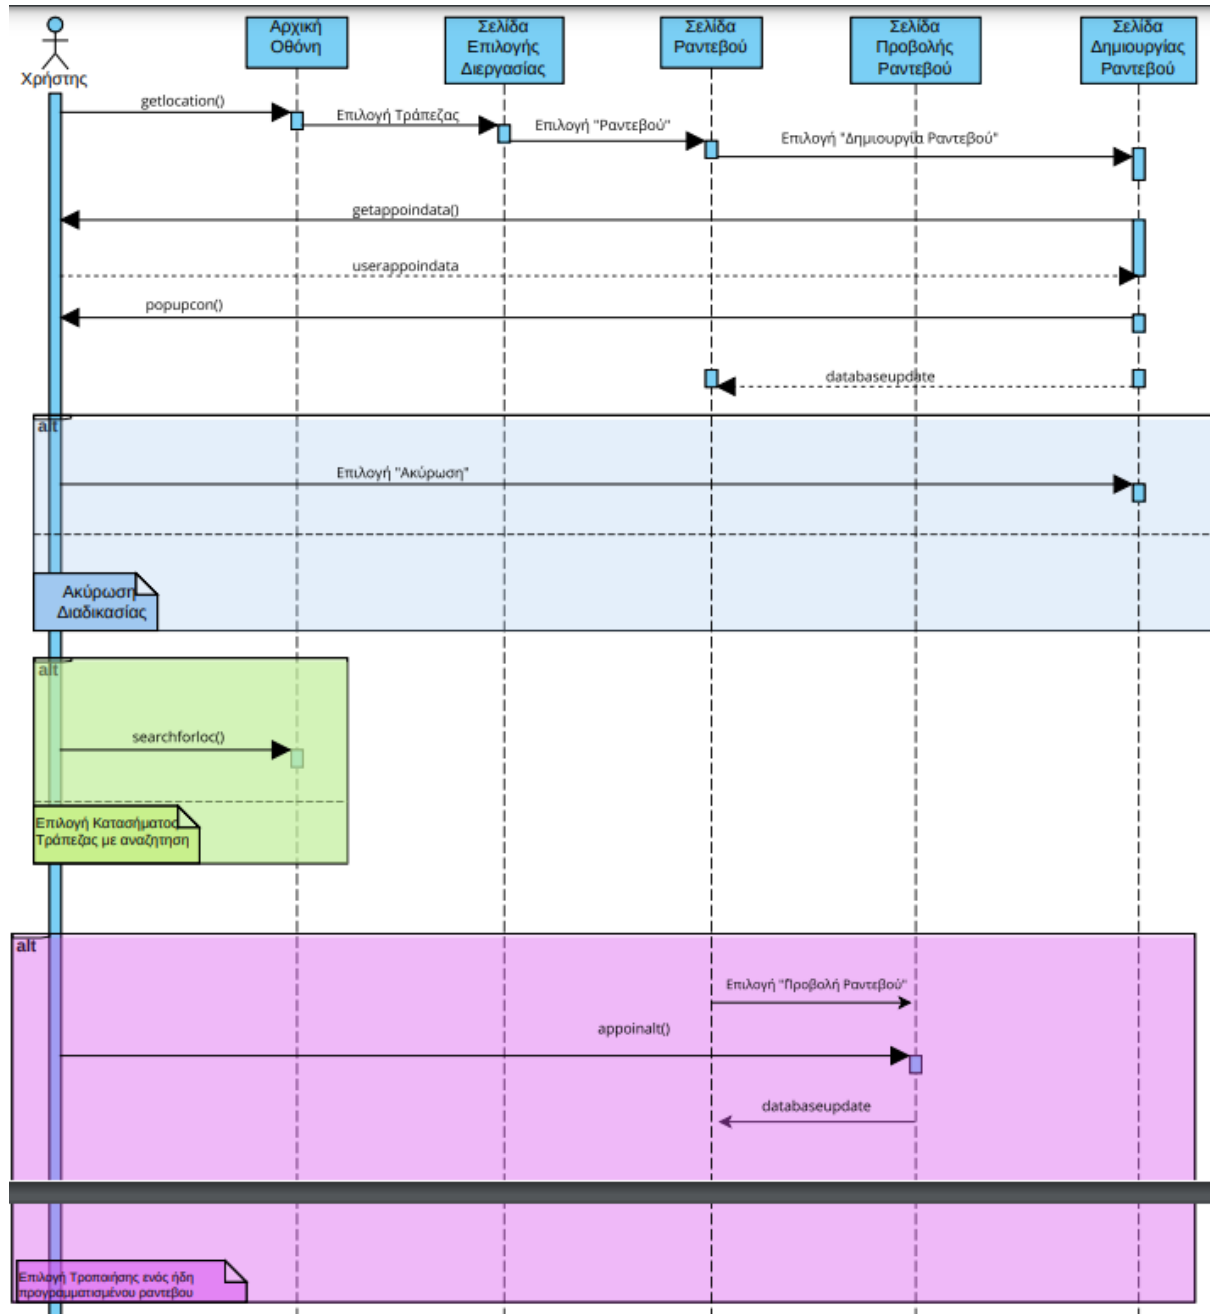 Χρήστης
Αρχική
Οθόνη
Σελίδα
Επιλογής
Διεργασίας
Σελίδα
Ραντεβού
Σελίδα
Προβολής
Ραντεβού
Σελίδα
Δημιουργίας
Ραντεβού
getlocation()
Επιλογή Τράπεζας
Επιλογή "Ραντεβού"
Επιλογή "Δημιουργία Ραντεβού"
getappoindata()
userappoindata
popupcon()
databaseupdate
alt
Επιλογή "Ακύρωση"
Ακύρωση
Διαδικασίας
alt
searchforloc()
Επιλογή Κατασήματος
Τράπεζας με αναζητηση
alt
Επιλογή "Προβολή Ραντεβού"
appoinalt()
databaseupdate
Επιλογή Τροποιήσης ενός ήδη
προγραμματισμένου ραντεβου